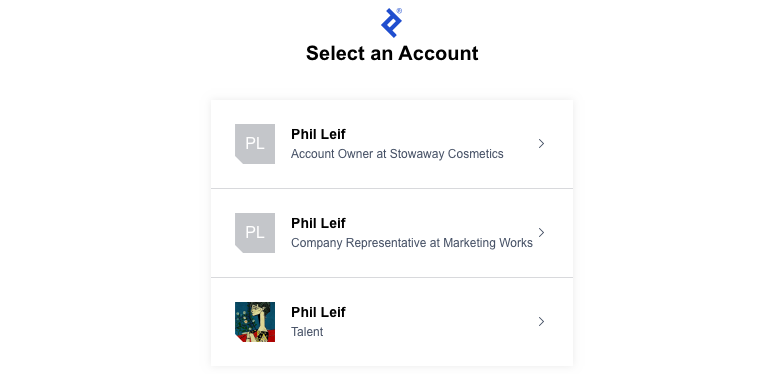 ®
Select an Account
PL
Phil Leif
Account Owner at Stowaway Cosmetics
PL
Phil Leif
Company Representative at Marketing Works
Phil Leif
Talent